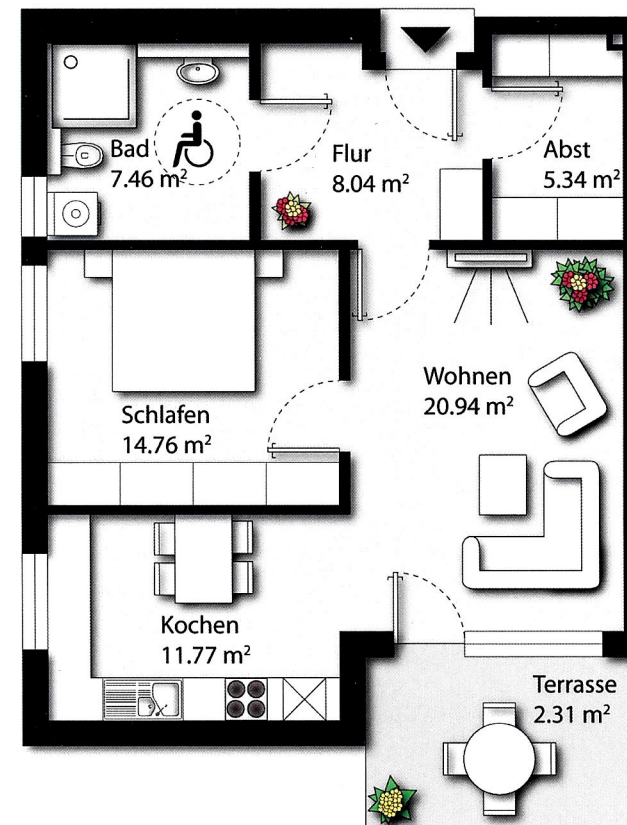 Bad
7.46 m²
Flur
8.04 m²
Abst
5.34 m²
Wohnen
20.94 m²
Schlafen
14.76 m²
Kochen
11.77 m²
Terrasse
2.31 m²